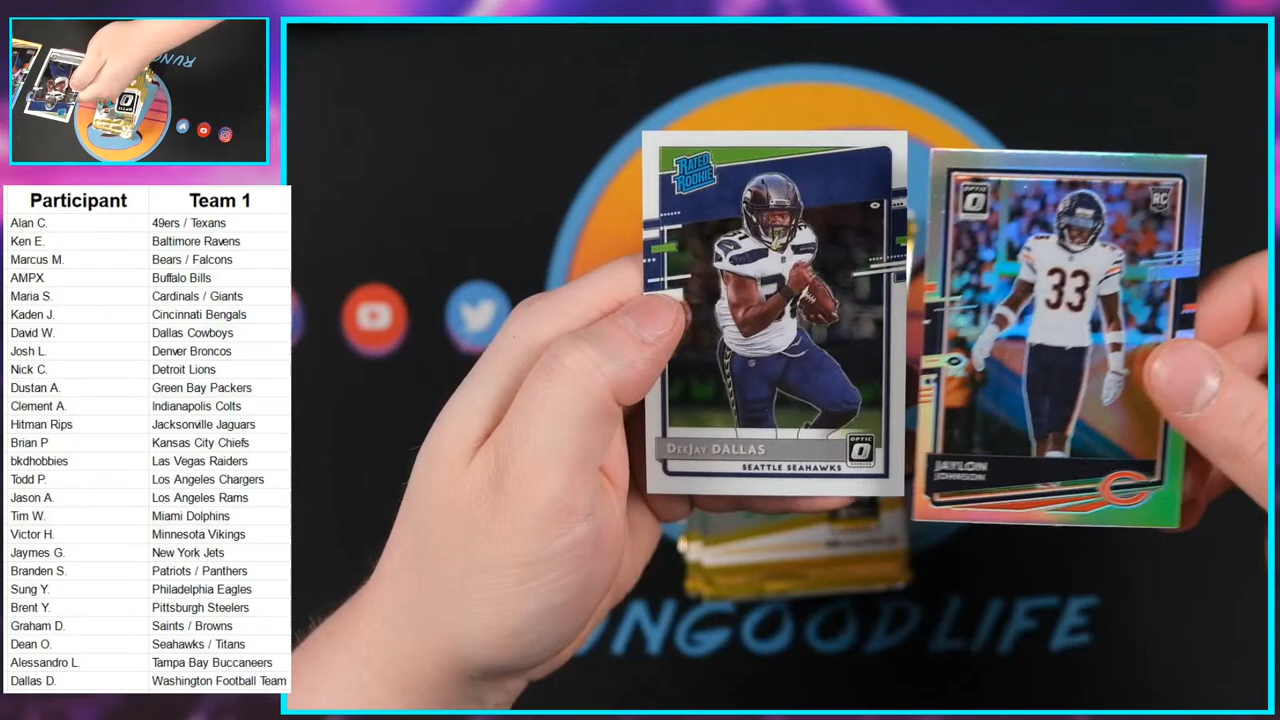 Participant Team 1
Alan C. 49ers / Texans
Ken E. Baltimore Ravens
Marcus M. Bears / Falcons
AMPX Buffalo Bills
Maria S. Cardinals / Giants
Kaden J. Cincinnati Bengals
David W. Dallas Cowboys
Josh L. Denver Broncos
Nick C. Detroit Lions
Dustan A. Green Bay Packers
Clement A. Indianapolis Colts
Hitman Rips Jacksonville Jaguars
Brian P Kansas City Chiefs
bkdhobbies Las Vegas Raiders
Todd P. Los Angeles Chargers
Jason A. Los Angeles Rams
Tim W. Miami Dolphins
Victor H. Minnesota Vikings
Jaymes G. New York Jets
Branden S. Patriots / Panthers
Sung Y. Philadelphia Eagles
Brent Y. Pittsburgh Steelers
Graham D. Saints / Browns
Dean O. Seahawks / Titans
Alessandro L. Tampa Bay Buccaneers
Dallas D. Washington Football Team
RATED
ROOKIE
DEEJAY DALLAS
SEATTLE SEAHAWKS
OPTIC
OPTIC
RC
33
JAYLON
JOHNSON
NGOOD LIFE